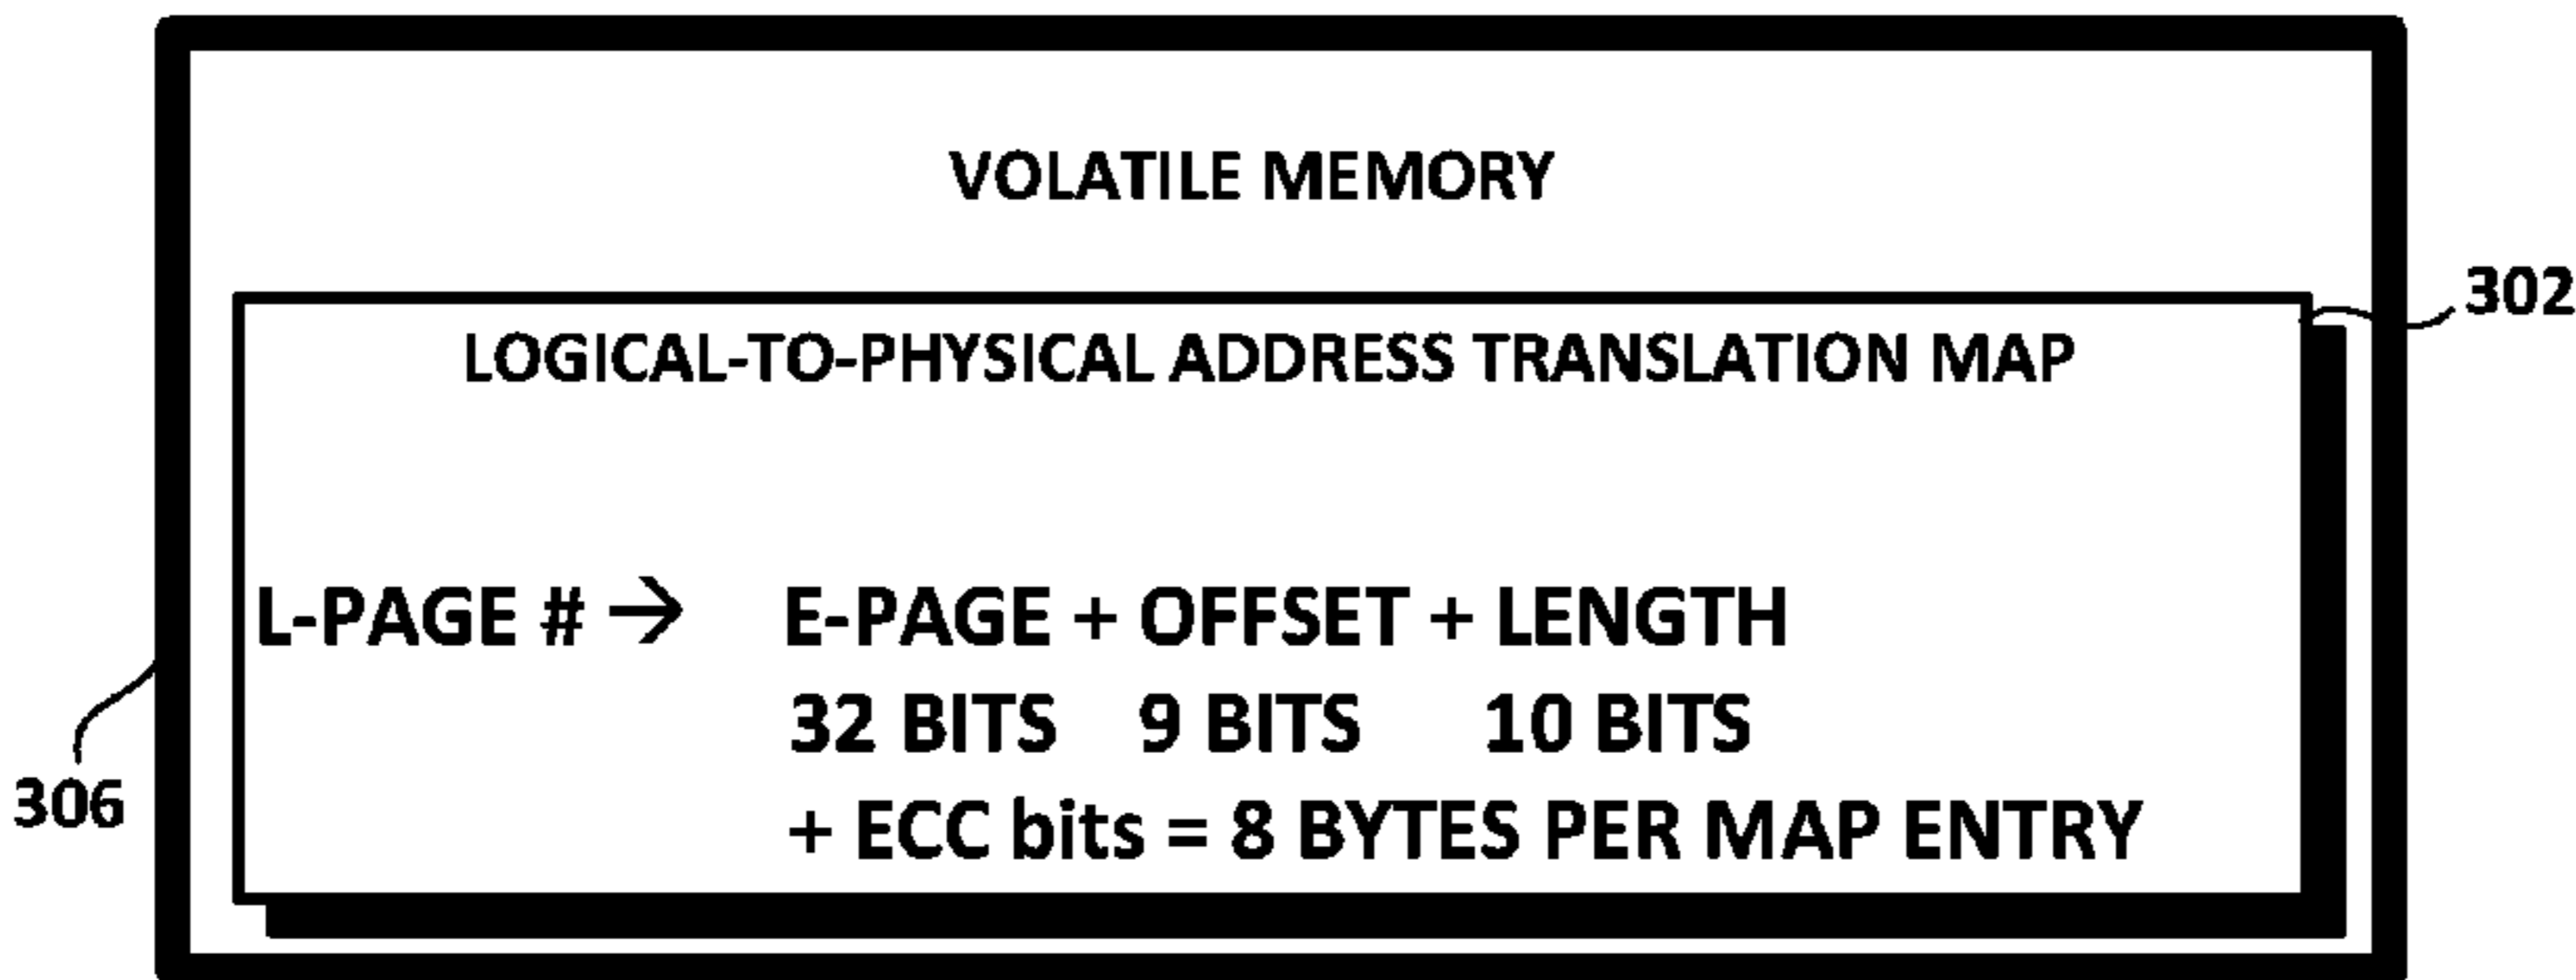 VOLATILE MEMORY
302
LOGICAL-TO-PHYSICAL ADDRESS TRANSLATION MAP
L-PAGE # → E-PAGE + OFFSET + LENGTH
32 BITS 9 BITS 10 BITS
306
+ ECC bits = 8 BYTES PER MAP ENTRY